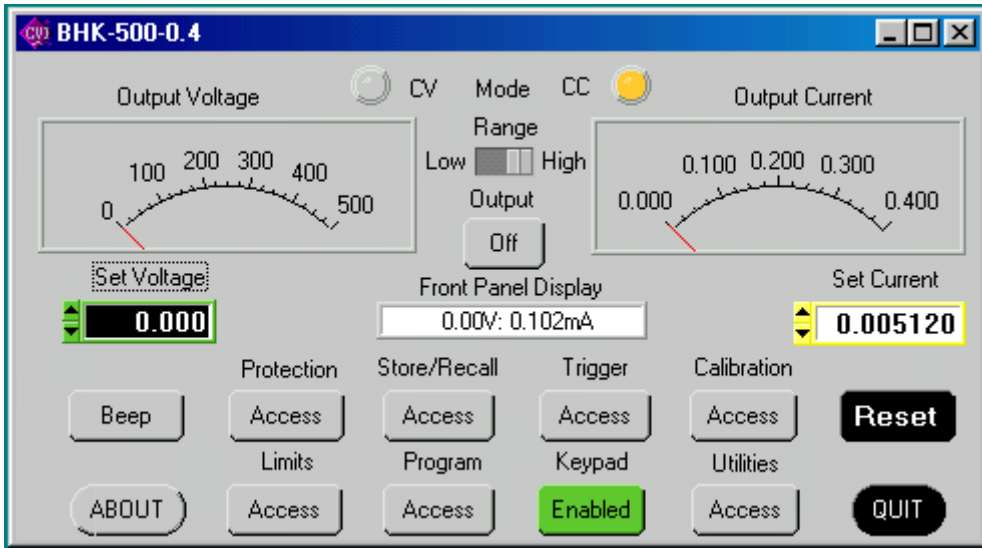 CVI BHK-500-0.4
CV Mode CC
Output Voltage
Output Current
Range
Low High
0 100 200 300 400 500
0.000 0.100 0.200 0.300 0.400
Output
Off
Set Voltage
Front Panel Display
Set Current
0.000
0.00V: 0.102mA
0.005120
Protection Store/Recall Trigger Calibration
Beep Access Access Access Access Reset
Limits Program Keypad Utilities
ABOUT Access Access Enabled Access QUIT